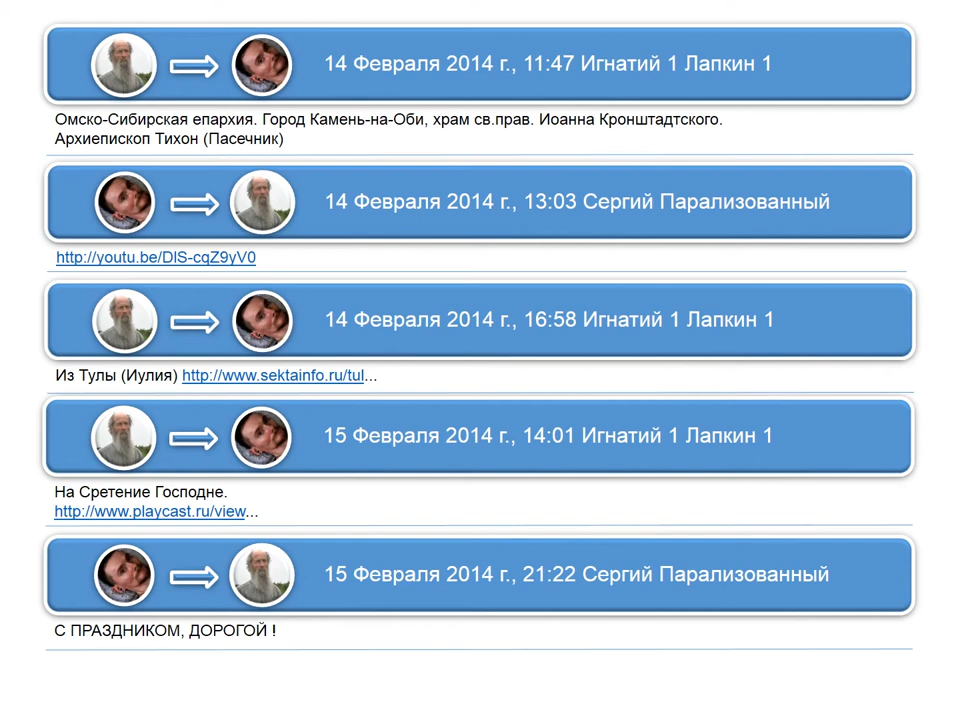 14 Февраля 2014 г., 11:47 Игнатий 1 Лапкин 1
Омско-Сибирская епархия. Город Камень-на-Оби, храм св.прав. Иоанна Кронштадтского.
Архиепископ Тихон (Пасечник)
14 Февраля 2014 г., 13:03 Сергий Парализованный
http://youtu.be/DlS-cqZ9yV0
14 Февраля 2014 г., 16:58 Игнатий 1 Лапкин 1
Из Тулы (Иулия) http://www.sektainfo.ru/tul...
15 Февраля 2014 г., 14:01 Игнатий 1 Лапкин 1
На Сретение Господне.
http://www.playcast.ru/view...
15 Февраля 2014 г., 21:22 Сергий Парализованный
С ПРАЗДНИКОМ, ДОРОГОЙ !